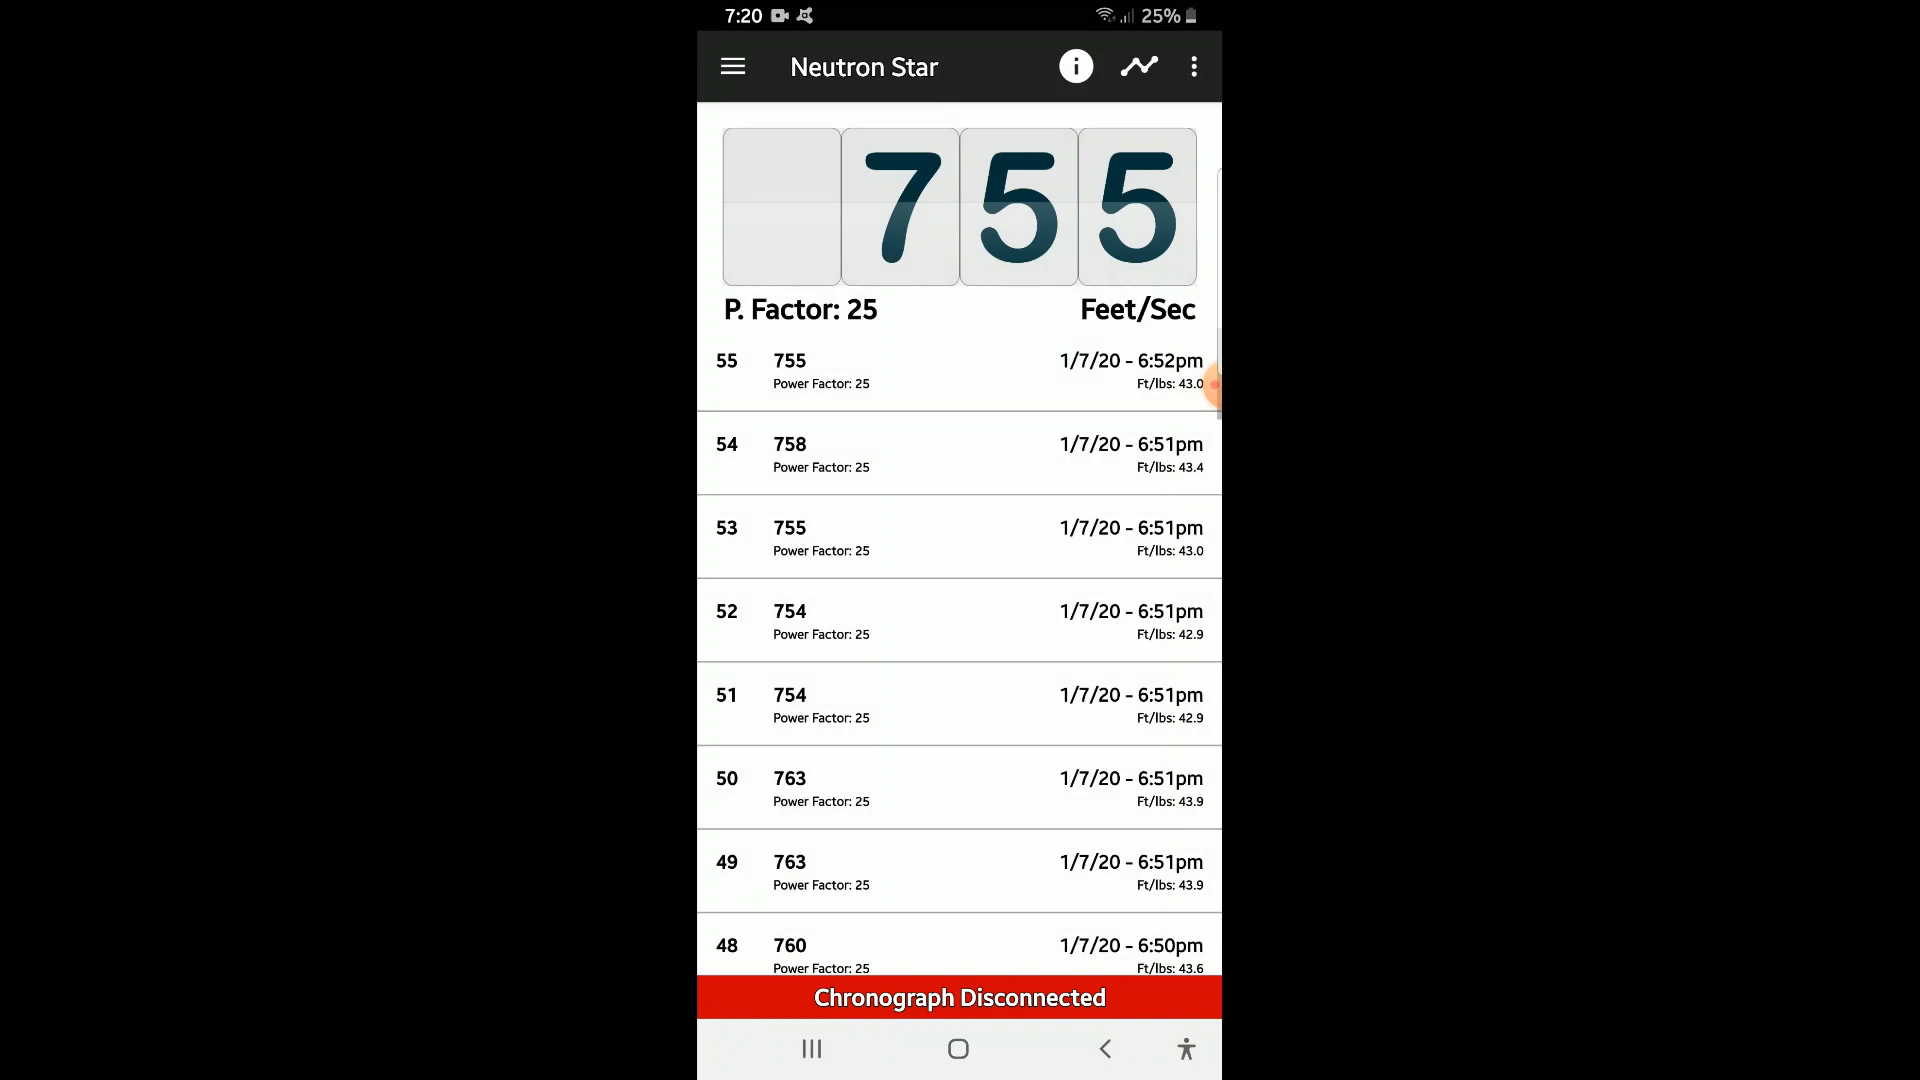 7:20 25%
Neutron Star
755
P. Factor: 25 Feet/Sec
55 755 1/7/20 - 6:52pm
Power Factor: 25 Ft/lbs: 43.0
54 758 1/7/20 - 6:51pm
Power Factor: 25 Ft/lbs: 43.4
53 755 1/7/20 - 6:51pm
Power Factor: 25 Ft/lbs: 43.0
52 754 1/7/20 - 6:51pm
Power Factor: 25 Ft/lbs: 42.9
51 754 1/7/20 - 6:51pm
Power Factor: 25 Ft/lbs: 42.9
50 763 1/7/20 - 6:51pm
Power Factor: 25 Ft/lbs: 43.9
49 763 1/7/20 - 6:51pm
Power Factor: 25 Ft/lbs: 43.9
48 760 1/7/20 - 6:50pm
Power Factor: 25 Ft/lbs: 43.6
Chronograph Disconnected